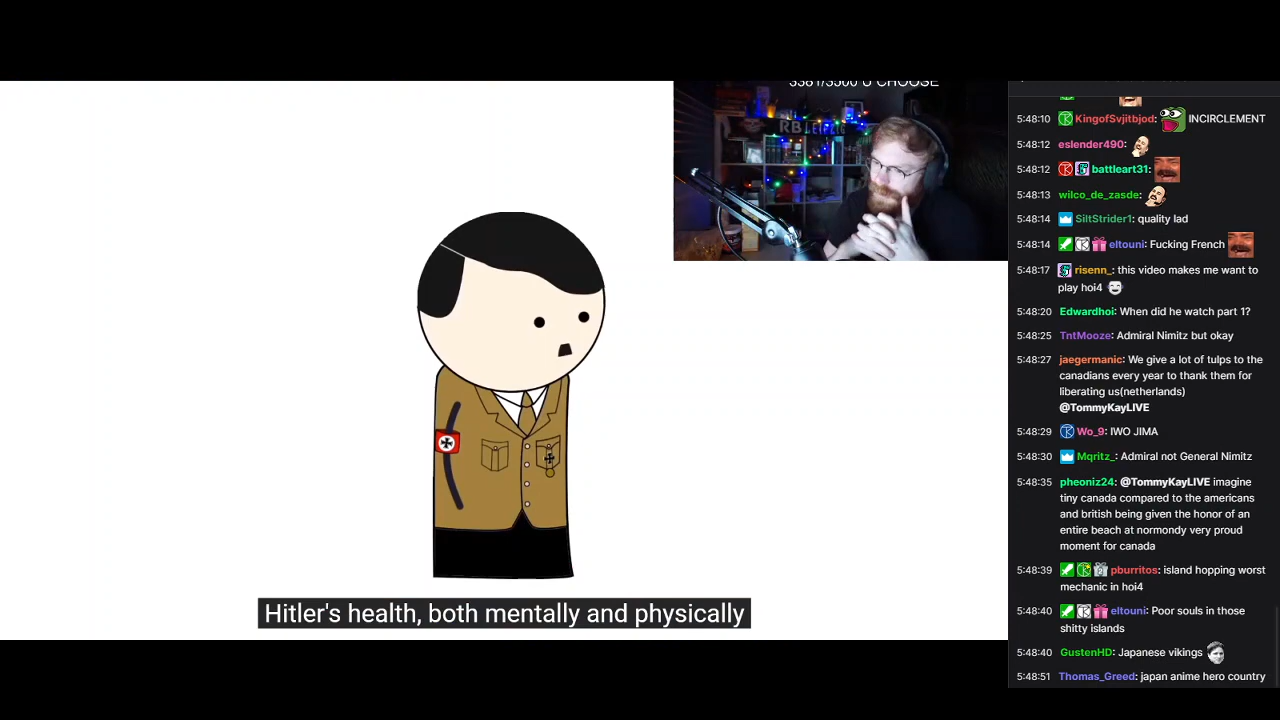 3381/3500 U CHOOSE
RB LEIPZIG
Hitler's health, both mentally and physically
5:48:10 KingofSvjitbjod: INCIRCLEMENT
5:48:12 eslender490:
5:48:12 battleart31:
5:48:13 wilco_de_zasde:
5:48:14 SiltStrider1: quality lad
5:48:14 eltouni: Fucking French
5:48:17 risenn_: this video makes me want to
play hoi4
5:48:20 Edwardhoi: When did he watch part 1?
5:48:25 TntMooze: Admiral Nimitz but okay
5:48:27 jaegermanic: We give a lot of tulps to the
canadians every year to thank them for
liberating us(netherlands)
@TommyKayLIVE
5:48:29 Wo_9: IWO JIMA
5:48:30 Mqritz_: Admiral not General Nimitz
5:48:35 pheoniz24: @TommyKayLIVE imagine
tiny canada compared to the americans
and british being given the honor of an
entire beach at normondy very proud
moment for canada
5:48:39 pburritos: island hopping worst
mechanic in hoi4
5:48:40 eltouni: Poor souls in those
shitty islands
5:48:40 GustenHD: Japanese vikings
5:48:51 Thomas_Greed: japan anime hero country